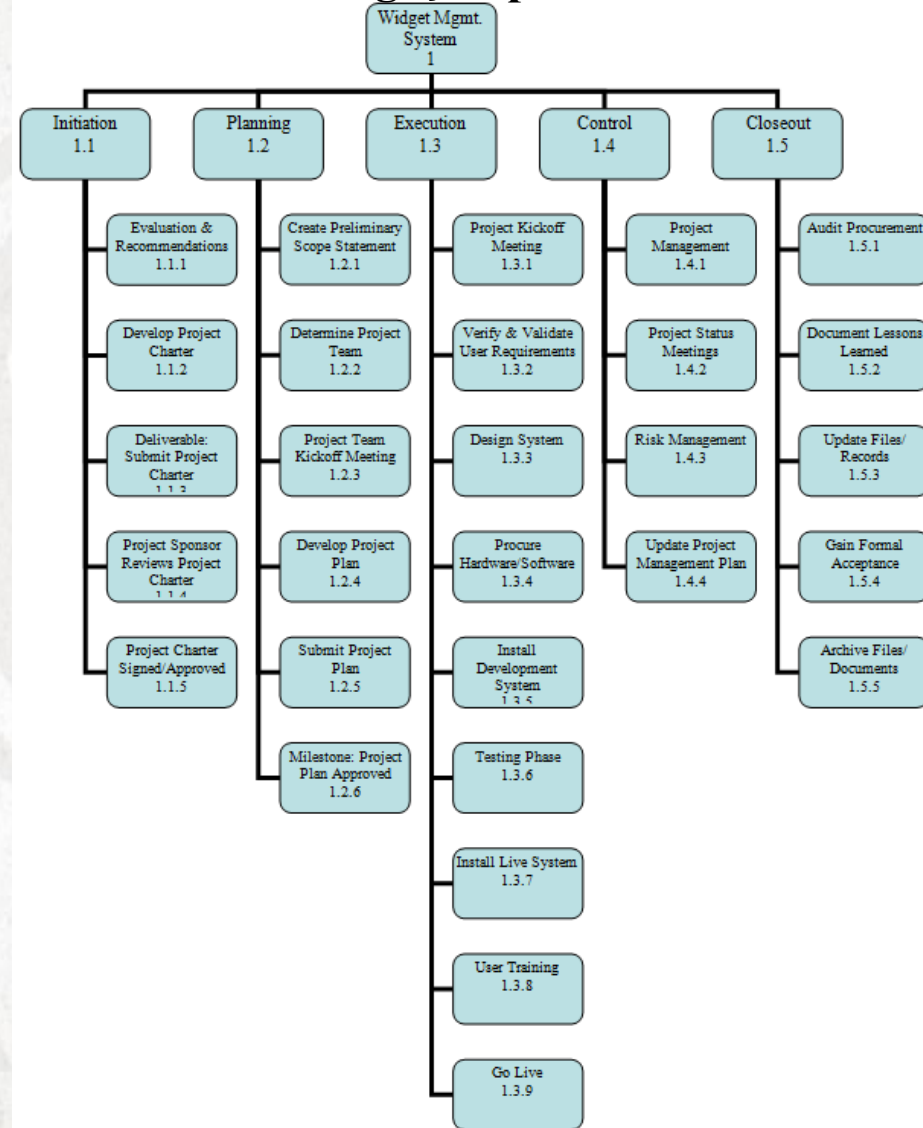 Widget Mgmt.
System
1
Initiation
1.1
Planning
1.2
Execution
1.3
Control
1.4
Closeout
1.5
Evaluation &
Recommendations
1.1.1
Develop Project
Charter
1.1.2
Deliverable:
Submit Project
Charter
1.1.3
Project Sponsor
Reviews Project
Charter
1.1.4
Project Charter
Signed/Approved
1.1.5
Create Preliminary
Scope Statement
1.2.1
Determine Project
Team
1.2.2
Project Team
Kickoff Meeting
1.2.3
Develop Project
Plan
1.2.4
Submit Project
Plan
1.2.5
Milestone: Project
Plan Approved
1.2.6
Project Kickoff
Meeting
1.3.1
Verify & Validate
User Requirements
1.3.2
Design System
1.3.3
Procure
Hardware/Software
1.3.4
Install
Development
System
1.3.5
Testing Phase
1.3.6
Install Live System
1.3.7
User Training
1.3.8
Go Live
1.3.9
Project
Management
1.4.1
Project Status
Meetings
1.4.2
Risk Management
1.4.3
Update Project
Management Plan
1.4.4
Audit Procurement
1.5.1
Document Lessons
Learned
1.5.2
Update Files/
Records
1.5.3
Gain Formal
Acceptance
1.5.4
Archive Files/
Documents
1.5.5